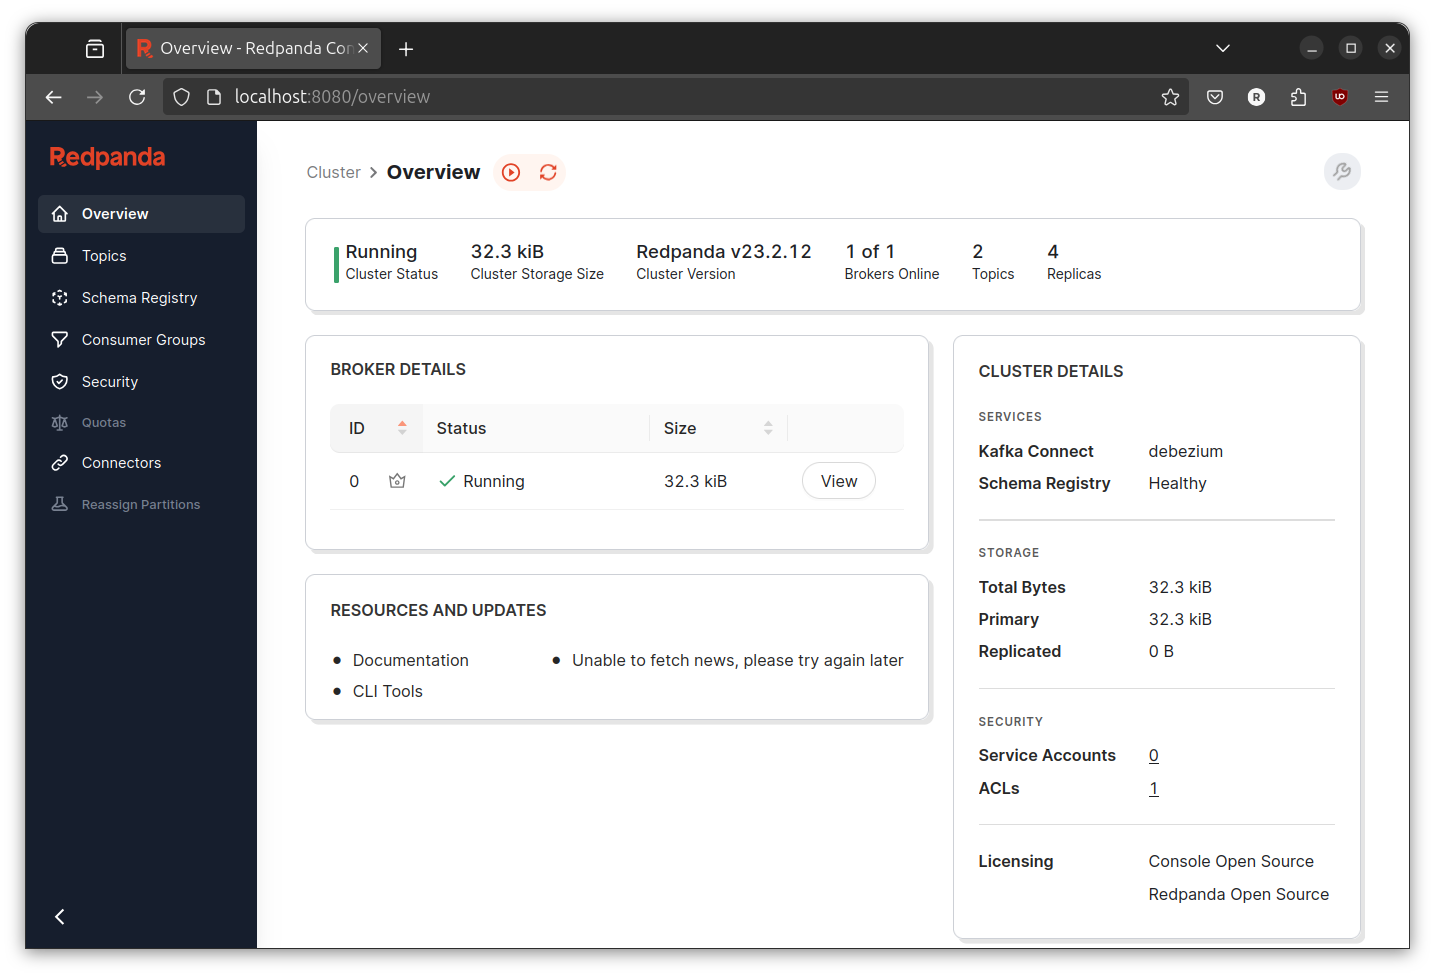 Overview - Redpanda Con
localhost:8080/overview
Redpanda
Overview
Topics
Schema Registry
Consumer Groups
Security
Quotas
Connectors
Reassign Partitions
Cluster > Overview
Running
Cluster Status
32.3 kiB
Cluster Storage Size
Redpanda v23.2.12
Cluster Version
1 of 1
Brokers Online
2
Topics
4
Replicas
BROKER DETAILS
ID Status Size
0 Running 32.3 kiB View
RESOURCES AND UPDATES
Documentation
CLI Tools
Unable to fetch news, please try again later
CLUSTER DETAILS
SERVICES
Kafka Connect debezium
Schema Registry Healthy
STORAGE
Total Bytes 32.3 kiB
Primary 32.3 kiB
Replicated 0 B
SECURITY
Service Accounts 0
ACLs 1
Licensing Console Open Source
Redpanda Open Source